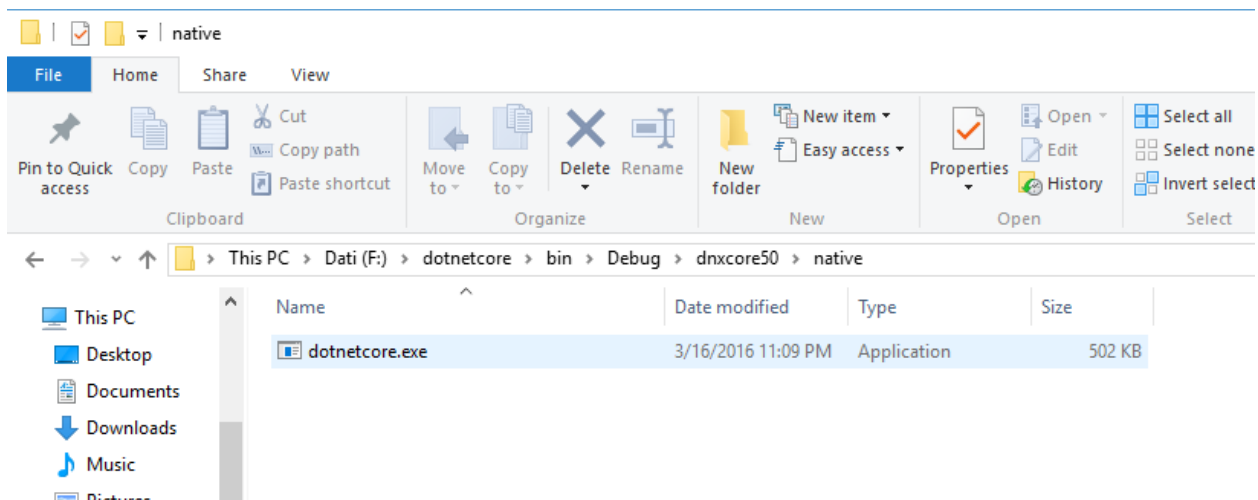 native
File Home Share View
Pin to Quick access
Copy
Paste
Cut
Copy path
Paste shortcut
Clipboard
Move to
Copy to
Delete
Rename
Organize
New folder
New item
Easy access
New
Properties
Open
Edit
History
Open
Select all
Select none
Invert select
Select
This PC > Dati (F:) > dotnetcore > bin > Debug > dnxcore50 > native
Name Date modified Type Size
dotnetcore.exe 3/16/2016 11:09 PM Application 502 KB
This PC
Desktop
Documents
Downloads
Music
Pictures